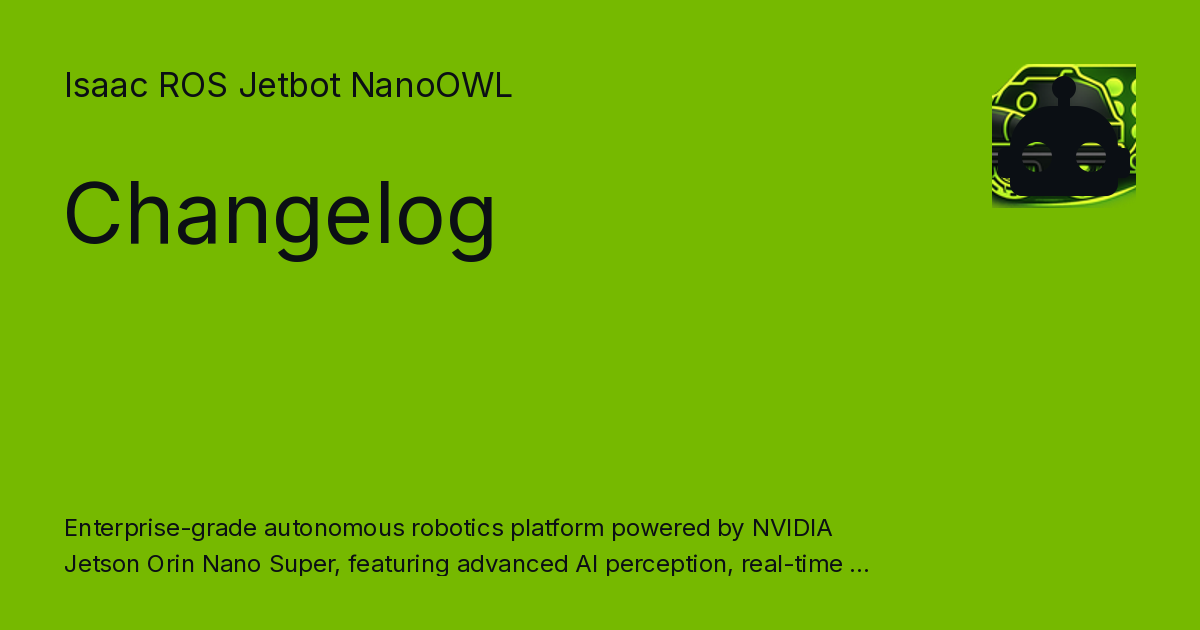 Isaac ROS Jetbot NanoOWL
Changelog
Enterprise-grade autonomous robotics platform powered by NVIDIA
Jetson Orin Nano Super, featuring advanced AI perception, real-time ...